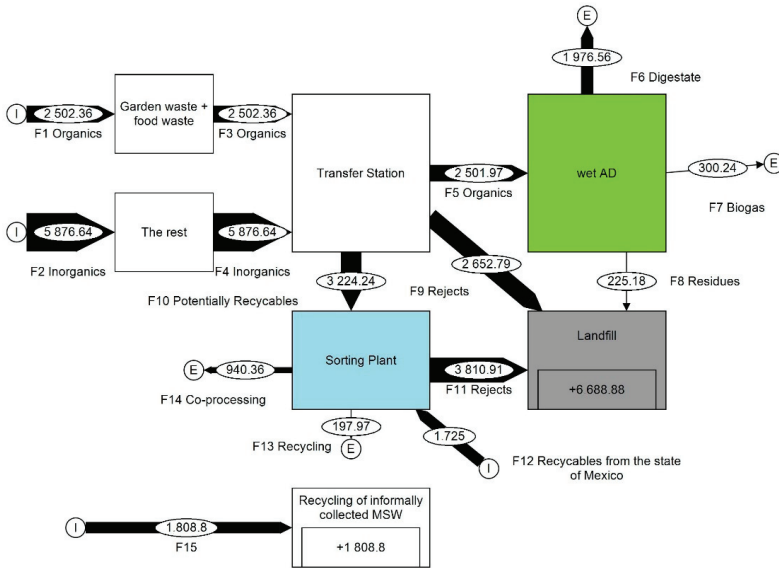 E
1 976.56
F6 Digestate
I
2 502.36
F1 Organics
Garden waste +
food waste
2 502.36
F3 Organics
Transfer Station
2 501.97
F5 Organics
wet AD
300.24
E
F7 Biogas
I
5 876.64
F2 Inorganics
The rest
5 876.64
F4 Inorganics
F10 Potentially Recycables
3 224.24
F9 Rejects
2 652.79
225.18
F8 Residues
Sorting Plant
Landfill
+6 688.88
E
940.36
F14 Co-processing
3 810.91
F11 Rejects
197.97
F13 Recycling
E
1.725
I
F12 Recycables from the state
of Mexico
I
1.808.8
F15
Recycling of informally
collected MSW
+1 808.8